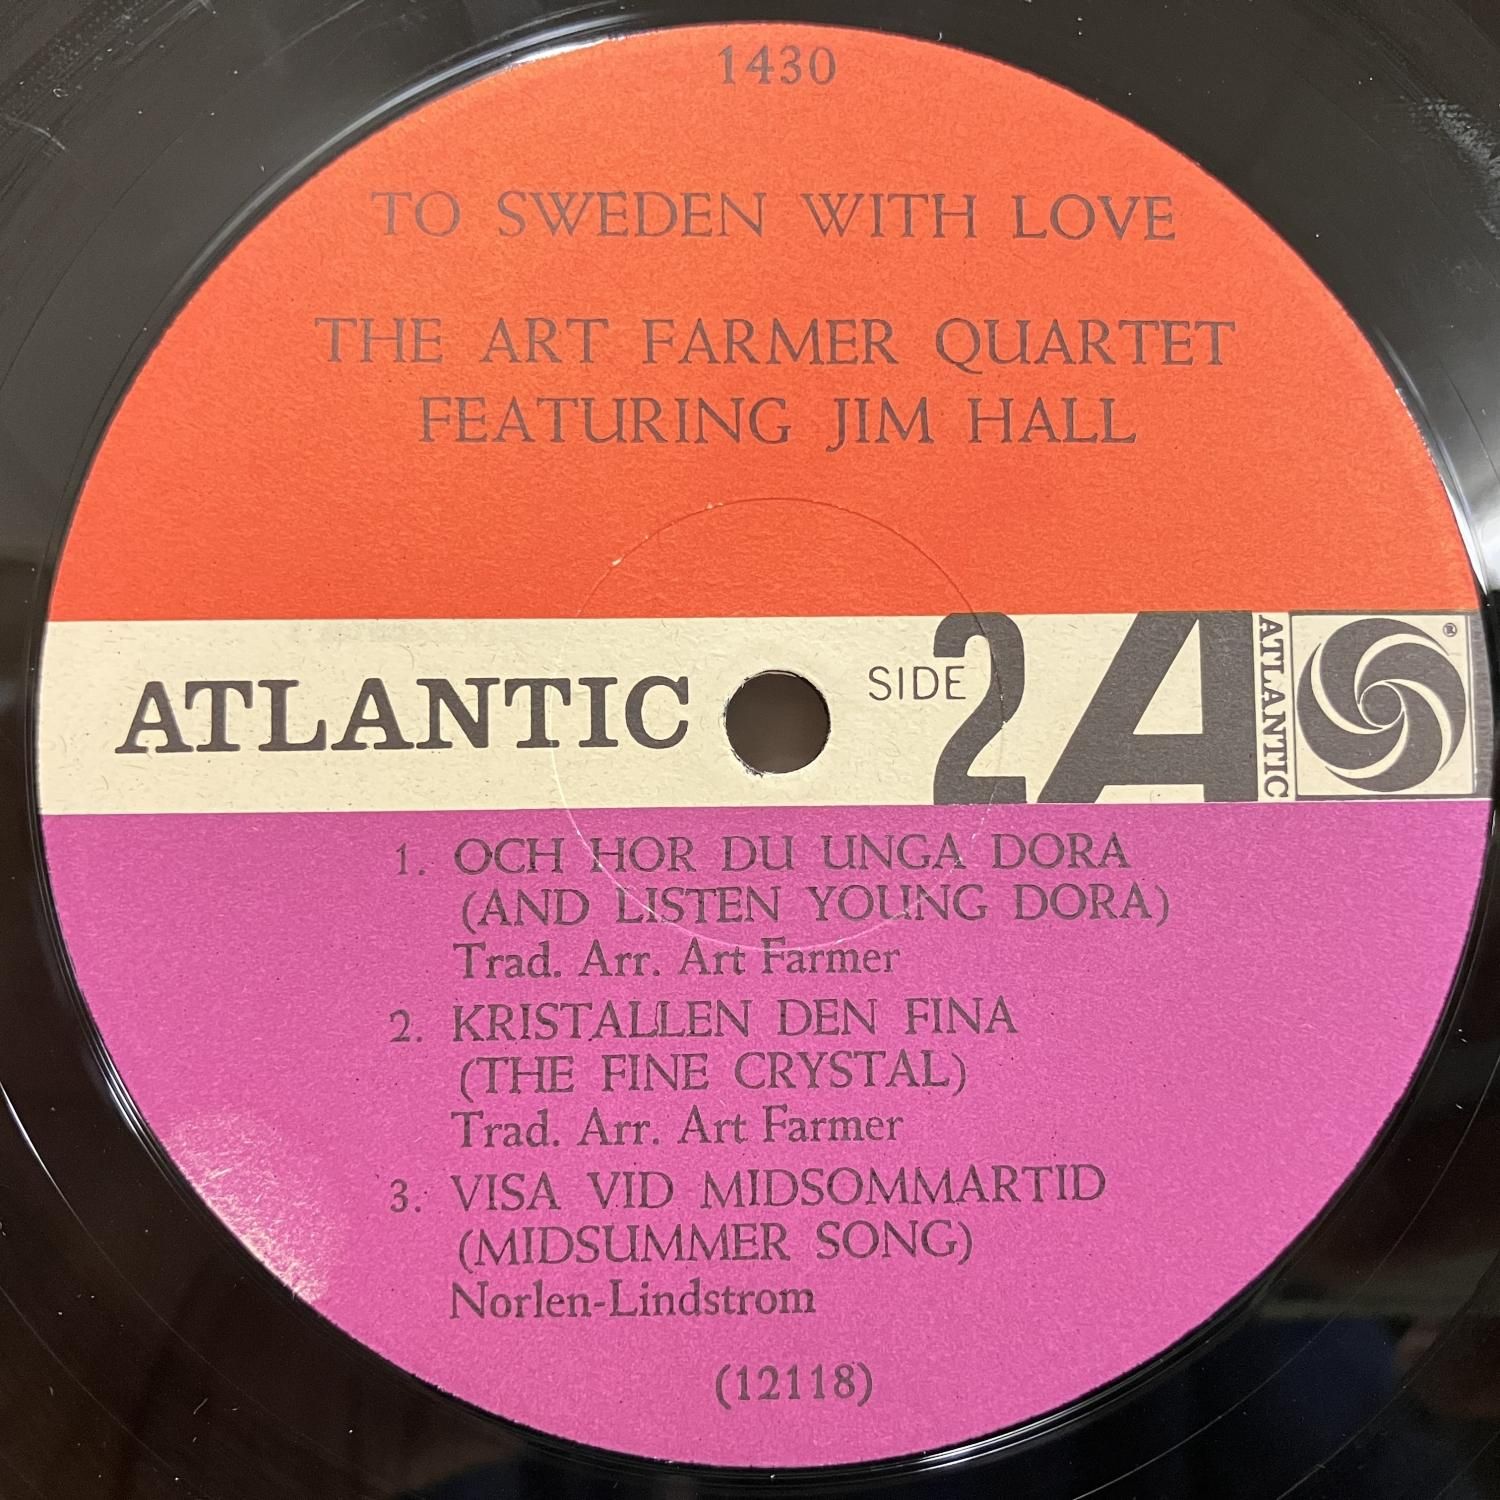 1430
TO SWEDEN WITH LOVE
THE ART FARMER QUARTET
FEATURING JIM HALL
ATLANTIC
SIDE 2
A
ATLANTIC
1. OCH HOR DU UNGA DORA
(AND LISTEN YOUNG DORA)
Trad. Arr. Art Farmer
2. KRISTALLEN DEN FINA
(THE FINE CRYSTAL)
Trad. Arr. Art Farmer
3. VISA VID MIDSOMMARTID
(MIDSUMMER SONG)
Norlen-Lindstrom
(12118)